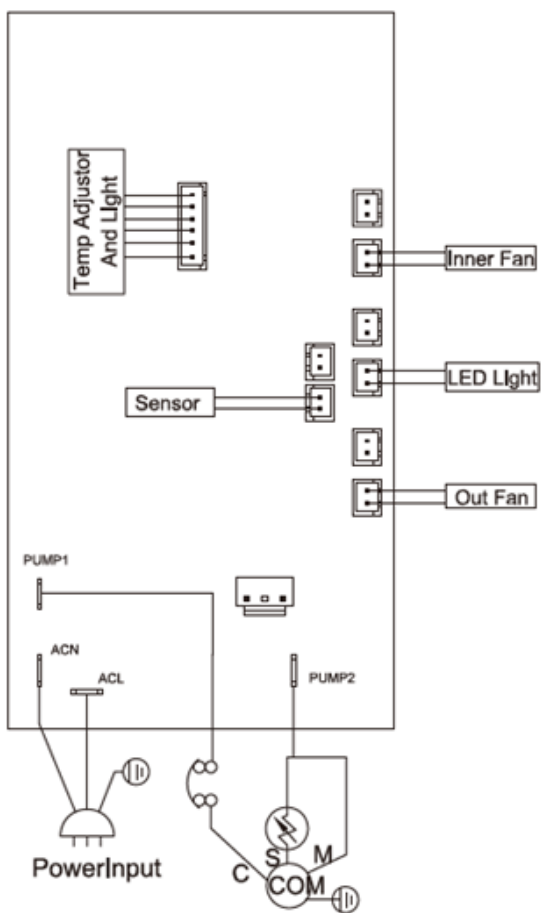 Temp Adjustor
And LIght
Inner Fan
LED LIght
Sensor
Out Fan
PUMP1
ACN
ACL
PUMP2
PowerInput
S
M
C
COM